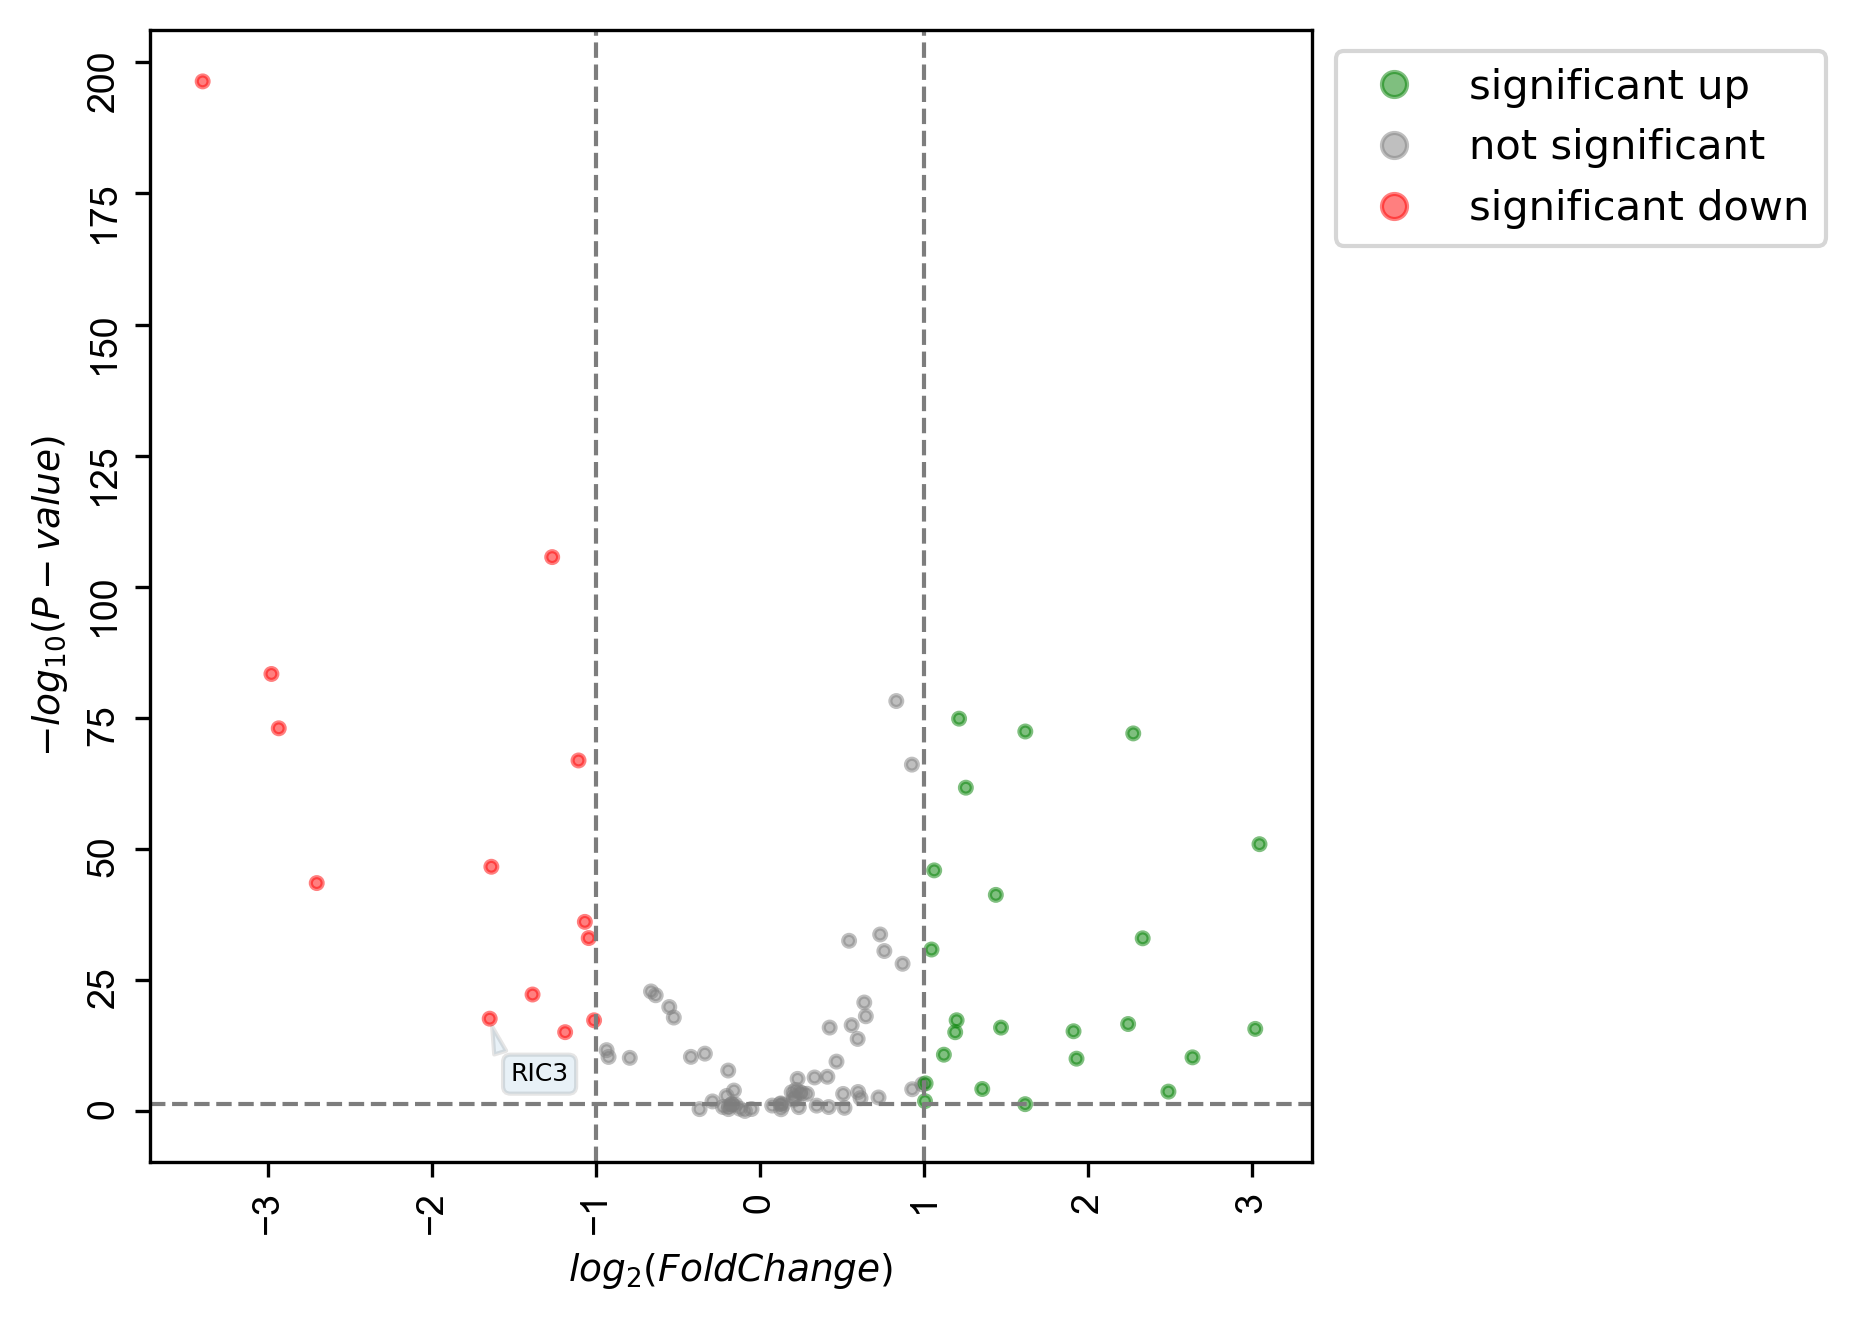 significant up
not significant
significant down
200
175
150
125
100
75
50
25
0
−log₁₀(P − value)
RIC3
−3
−2
−1
0
1
2
3
log₂(FoldChange)